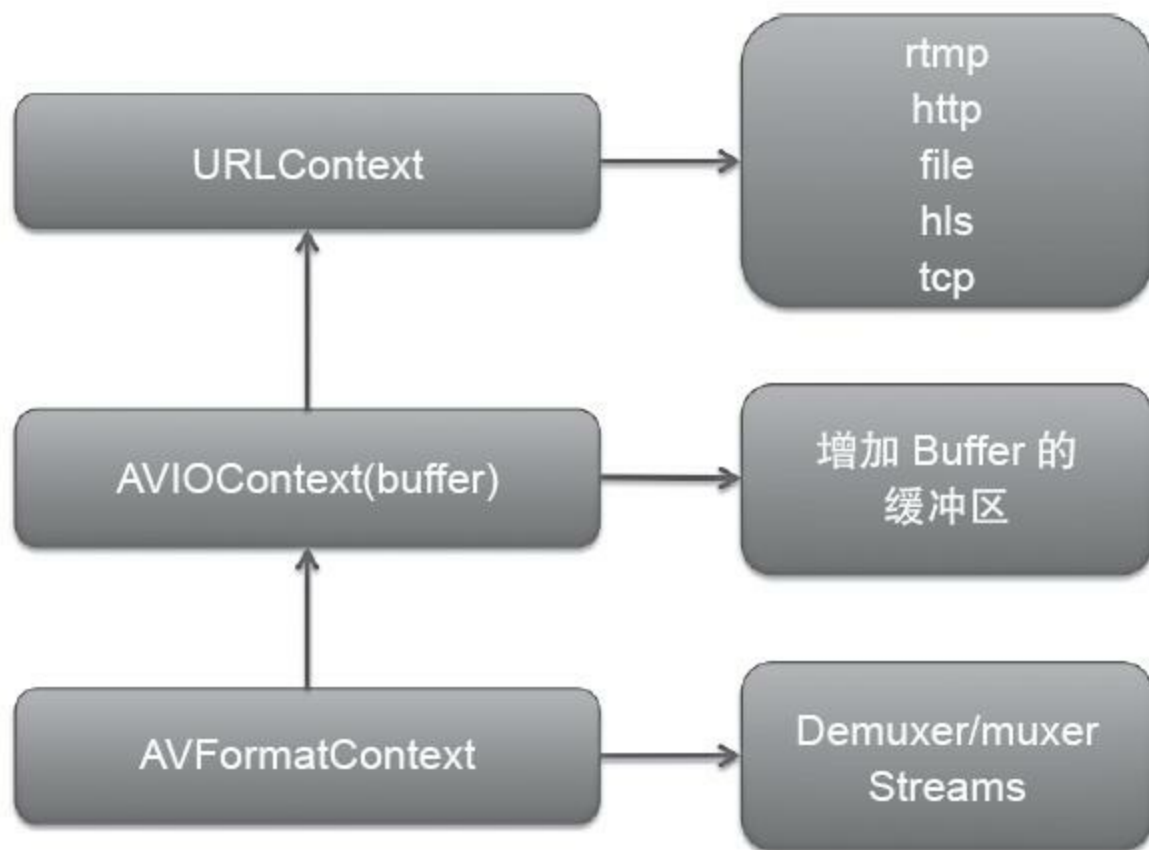 URLContext
rtmp
http
file
hls
tcp
AVIOContext(buffer)
增加 Buffer 的
缓冲区
AVFormatContext
Demuxer/muxer
Streams